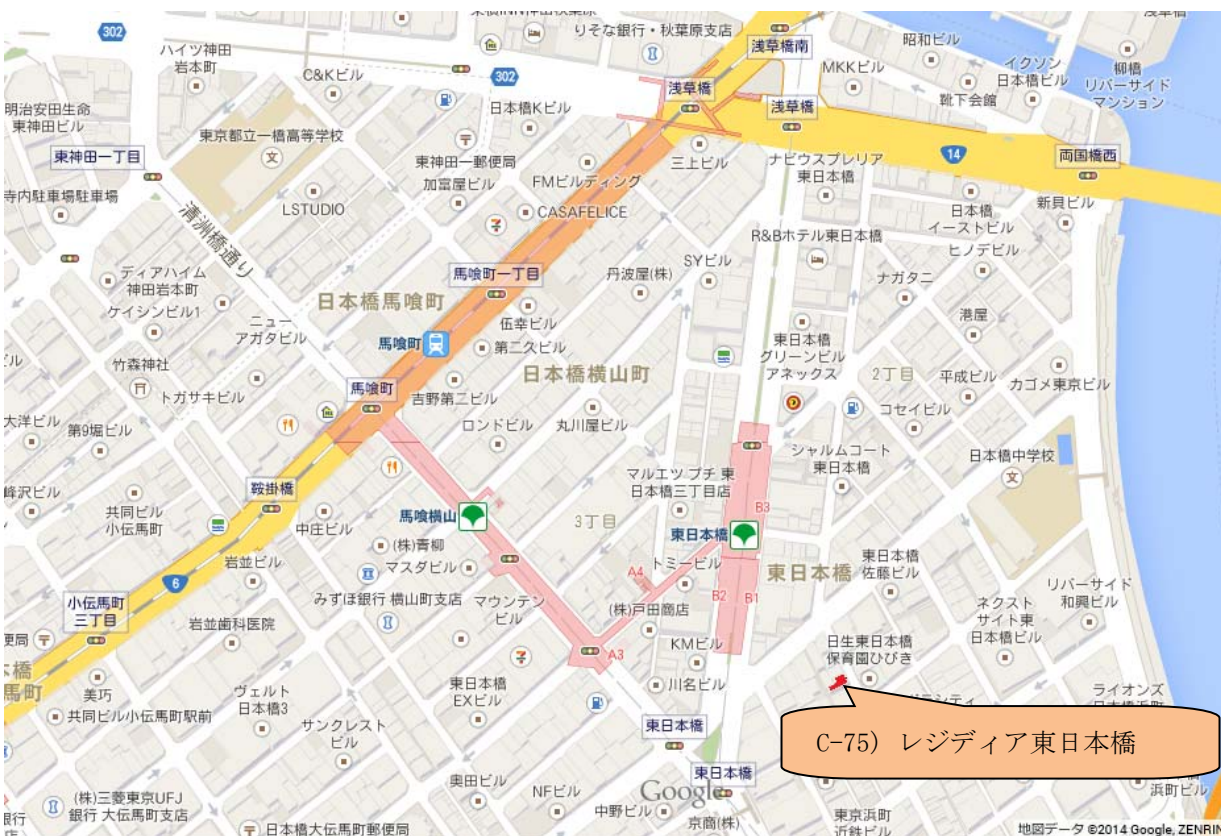 302
ハイツ神田
岩本町
C&Kビル
りそな銀行・秋葉原支店
302
浅草橋南
昭和ビル
MKKビル
イクソン
日本橋ビル
柳橋
リバーサイド
マンション
靴下会館
明治安田生命
東神田ビル
東神田一丁目
東京都立一橋高等学校
日本橋Kビル
浅草橋
浅草橋
14
両国橋西
東神田一郵便局
加富屋ビル
三上ビル
ナビウスプレリア
東日本橋
FMビルディング
CASAFELICE
寺内駐車場駐車場
LSTUDIO
清洲橋通り
日本橋
イーストビル
新貝ビル
ヒノデビル
R&Bホテル東日本橋
SYビル
丹波屋(株)
ナガタニ
馬喰町一丁目
ディアハイム
神田岩本町
日本橋馬喰町
ケイシンビル1
ニュー
アガタビル
伍幸ビル
港屋
馬喰町
第二久ビル
東日本橋
グリーンビル
アネックス
竹森神社
日本橋横山町
2丁目
平成ビル
カゴメ東京ビル
トガサキビル
馬喰町
吉野第二ビル
コセイビル
大洋ビル
第9堀ビル
ロンドビル
丸川屋ビル
シャルムコート
東日本橋
日本橋中学校
マルエツ プチ 東
日本橋三丁目店
峰沢ビル
鞍掛橋
共同ビル
小伝馬町
中庄ビル
馬喰横山
3丁目
B3
東日本橋
(株)青柳
マスダビル
岩並ビル
トミービル
A4
東日本橋
東日本橋
佐藤ビル
6
みずほ銀行 横山町支店
マウンテン
ビル
(株)戸田商店
B2
B1
リバーサイド
和興ビル
小伝馬町
三丁目
岩並歯科医院
ネクスト
サイト東
日本橋ビル
便局
KMビル
日生東日本橋
保育園ひびき
A3
美巧
ヴェルト
日本橋3
東日本橋
EXビル
川名ビル
ライオンズ
共同ビル小伝馬町駅前
サンクレスト
ビル
東日本橋
C-75) レジディア東日本橋
東日本橋
奥田ビル
NFビル
Google
浜町ビル
(株)三菱東京UFJ
銀行 大伝馬町支店
日本橋大伝馬町郵便局
中野ビル
京商(株)
東京浜町
近鉄ビル
地図データ ©2014 Google, ZENRIN